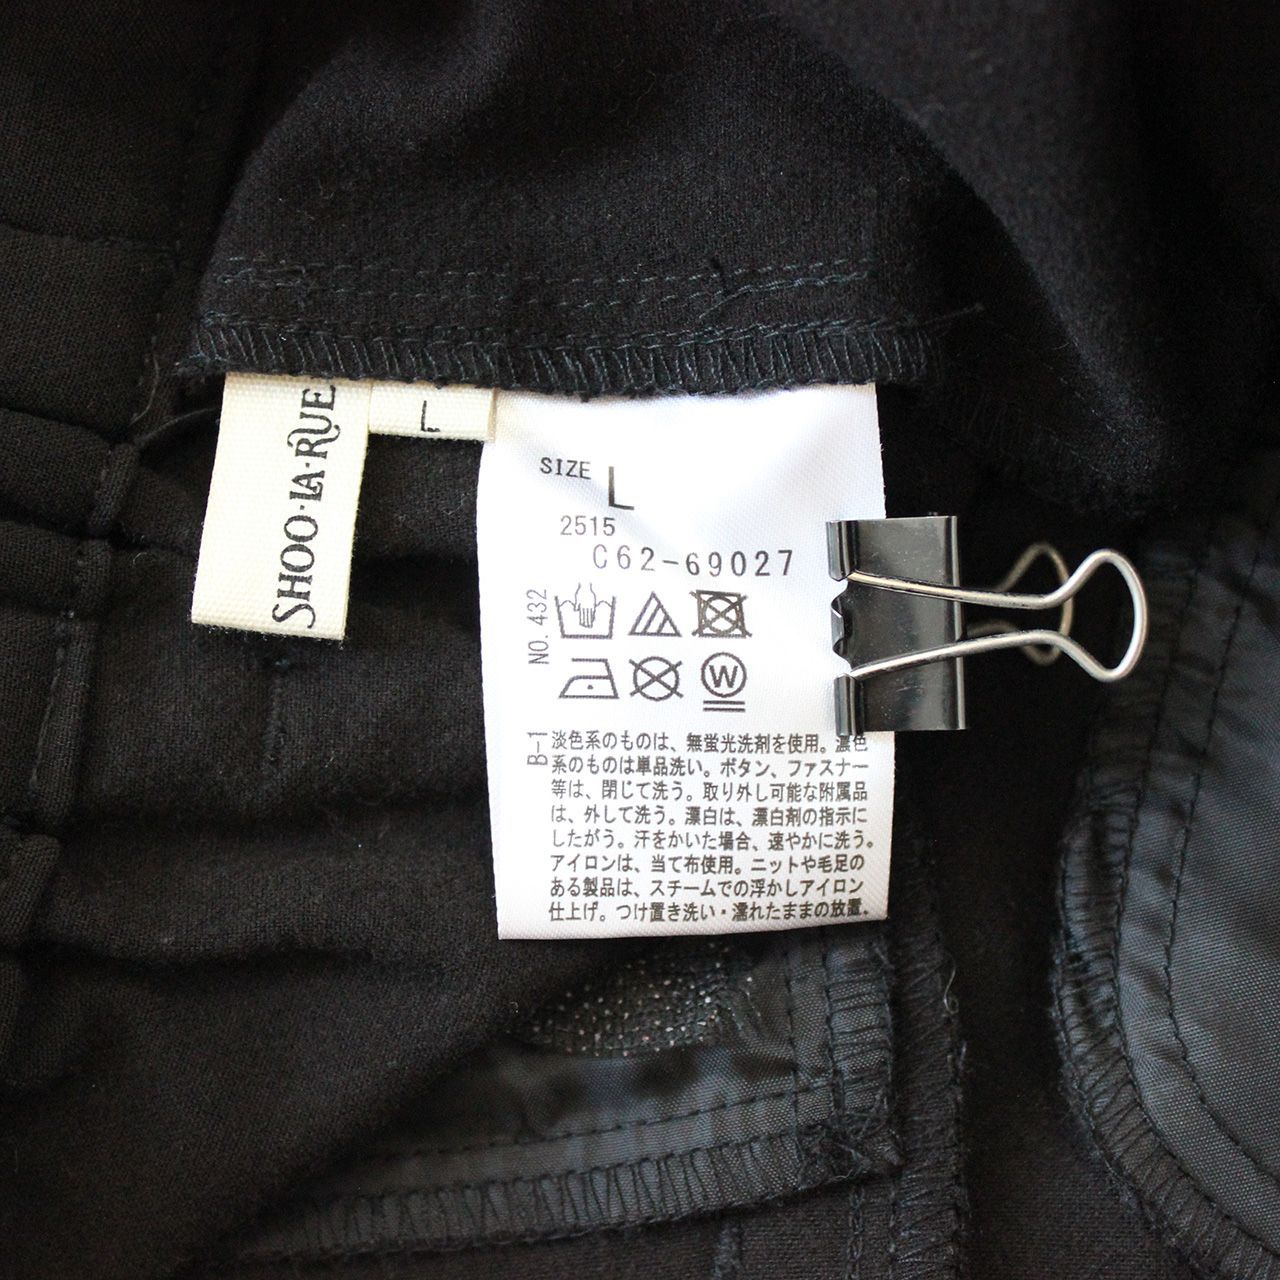 SHOO·LA·RUE
L
SIZE L
2515
C62-69027
NO. 432
W
B-1
淡色系のものは、無蛍光洗剤を使用。濃色
系のものは単品洗い。ボタン、ファスナー
等は、閉じて洗う。取り外し可能な附属品
は、外して洗う。漂白は、漂白剤の指示に
したがう。汗をかいた場合、速やかに洗う。
アイロンは、当て布使用。ニットや毛足の
ある製品は、スチームでの浮かしアイロン
仕上げ。つけ置き洗い・濡れたままの放置、